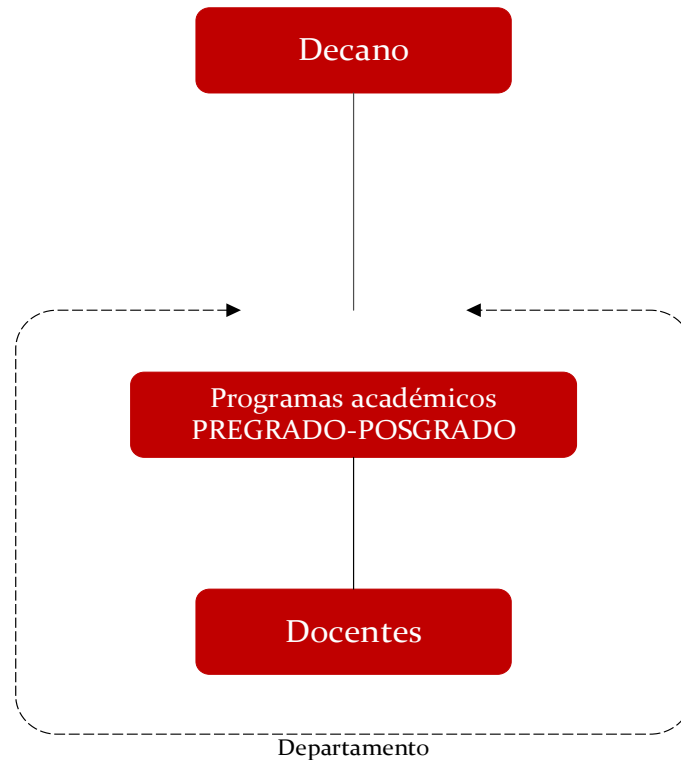 Decano
Programas académicos
PREGRADO-POSGRADO
Docentes
Departamento